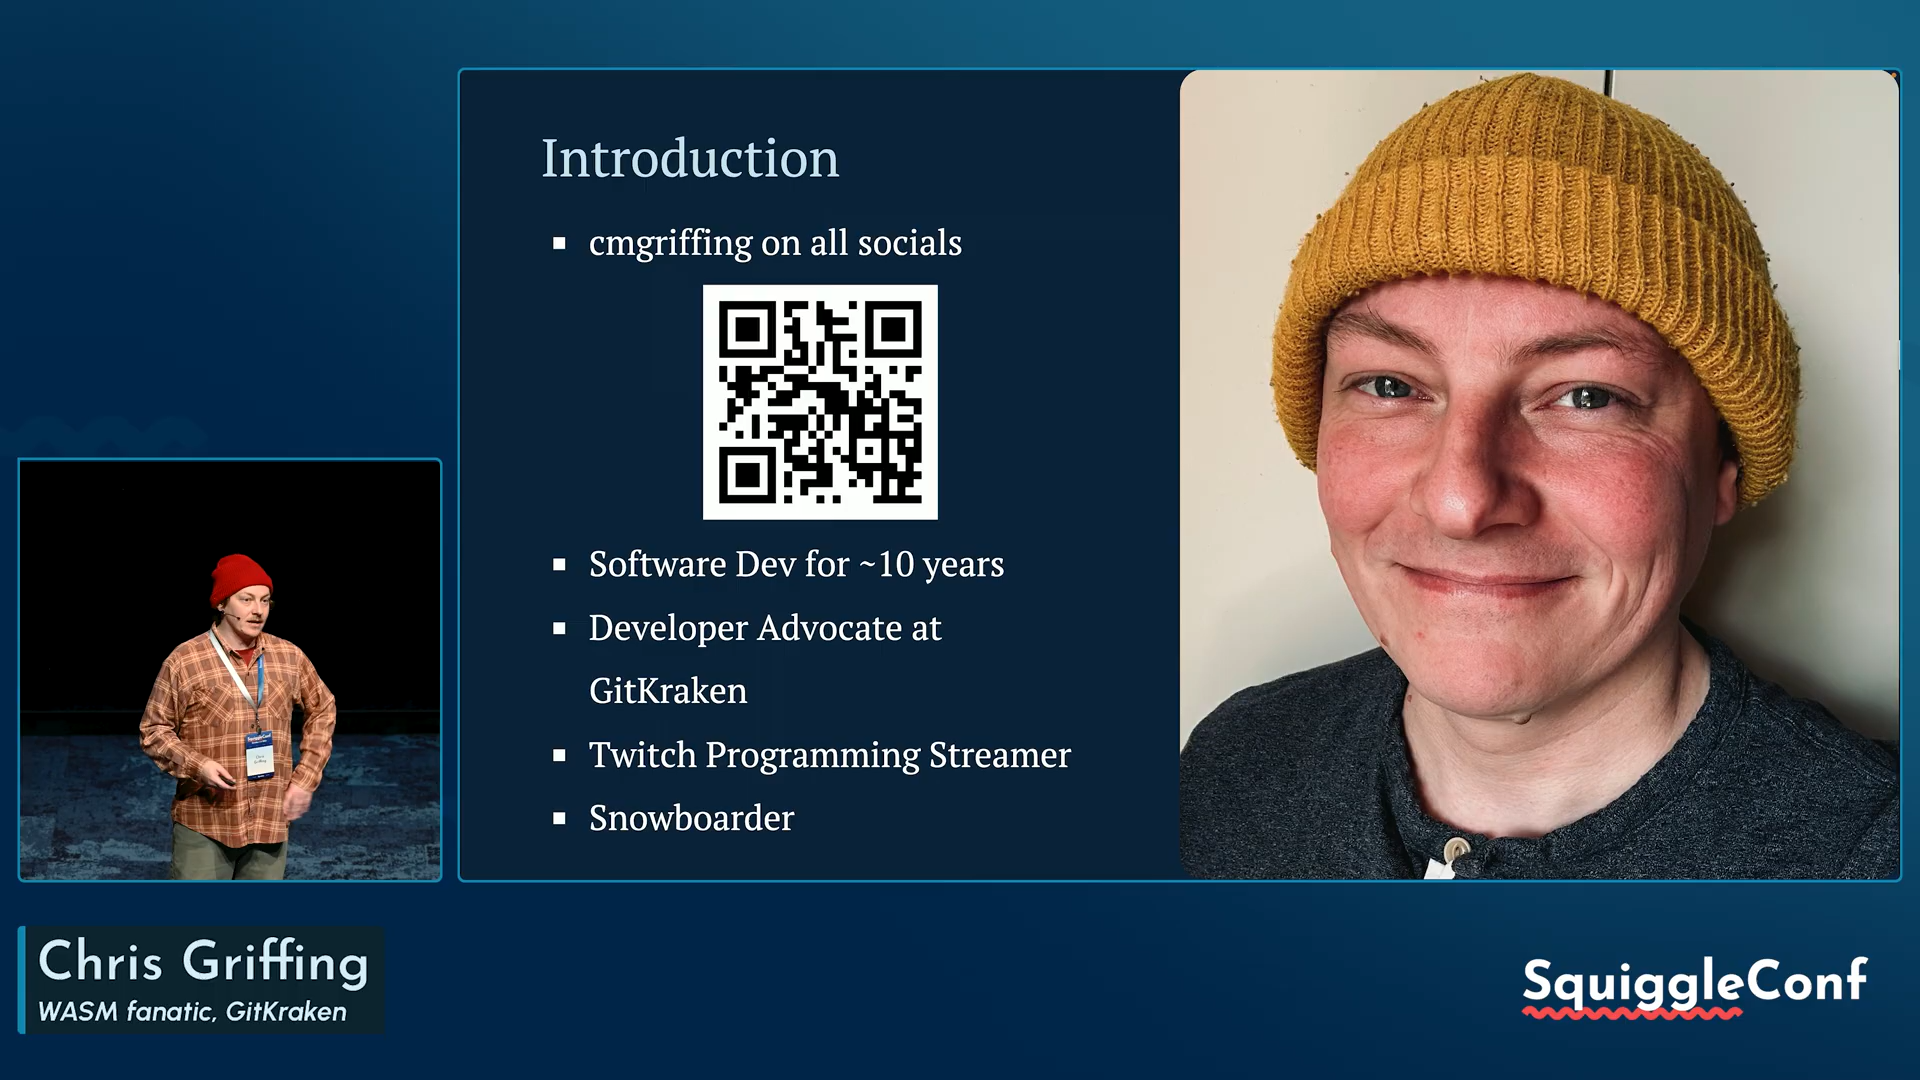 Introduction
cmgriffing on all socials
Software Dev for ~10 years
Developer Advocate at
GitKraken
Twitch Programming Streamer
Snowboarder
Chris Griffing
WASM fanatic, GitKraken
SquiggleConf